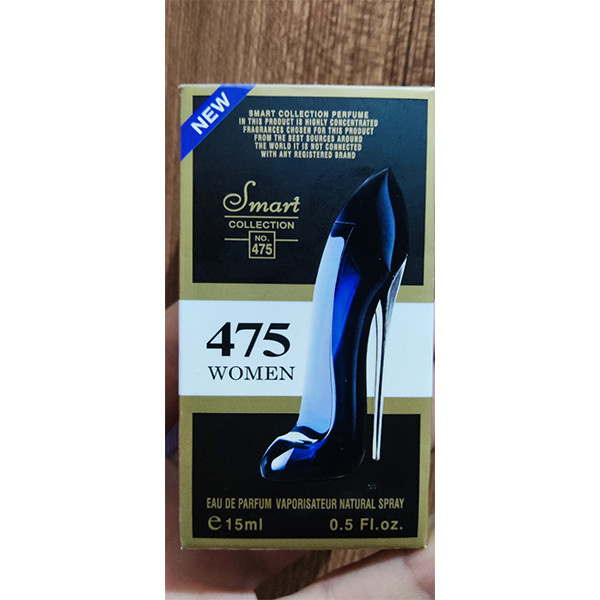 NEW
SMART COLLECTION PERFUME
IN THIS PRODUCT IS HIGHLY CONCENTRATED
FRAGRANCES CHOSEN FOR THIS PRODUCT
FROM THE BEST SOURCES AROUND
THE WORLD IT IS NOT CONNECTED
WITH ANY REGISTERED BRAND
Smart
COLLECTION
NO.
475
475
WOMEN
EAU DE PARFUM VAPORISATEUR NATURAL SPRAY
℮15ml 0.5 Fl.oz.